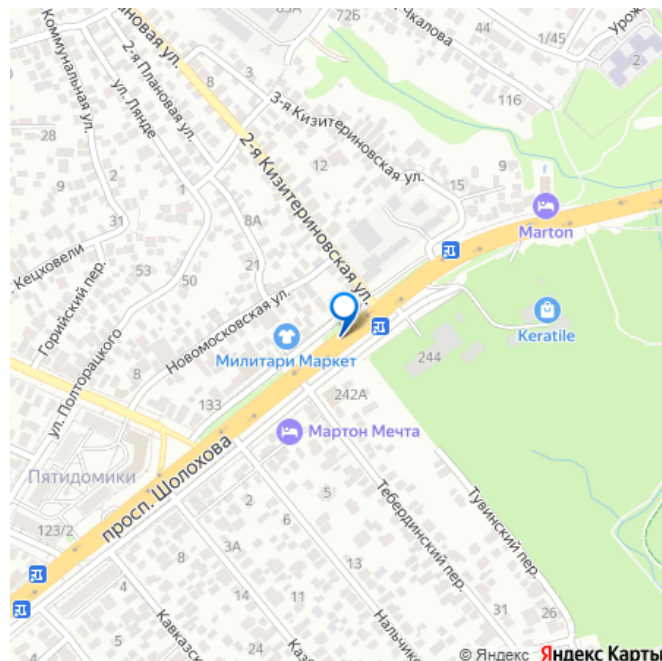 83А
72Б
Чкалова
44
1/45
Урож
2
116
Коммунальная ул.
новая ул.
2-я Плановая ул.
ул. Лянде
8
3
3-я Кизитериновская ул.
28
9
2
12
2-я Кизитериновская ул.
15
9
Marton
1
31
8А
Кецховели
53
50
21
Горийский пер.
Новомосковская ул.
Милитари Маркет
Keratile
244
ул. Полторацкого
8
133
242А
Мартон Мечта
Пятидомики
просп. Шолохова
123/2
Тебердинский пер.
Тувинский пер.
2
5
6
3А
13
8
4
14
11
31
26
4
24
Кавказс
Каз
Нальчик
© Яндекс Яндекс Карты